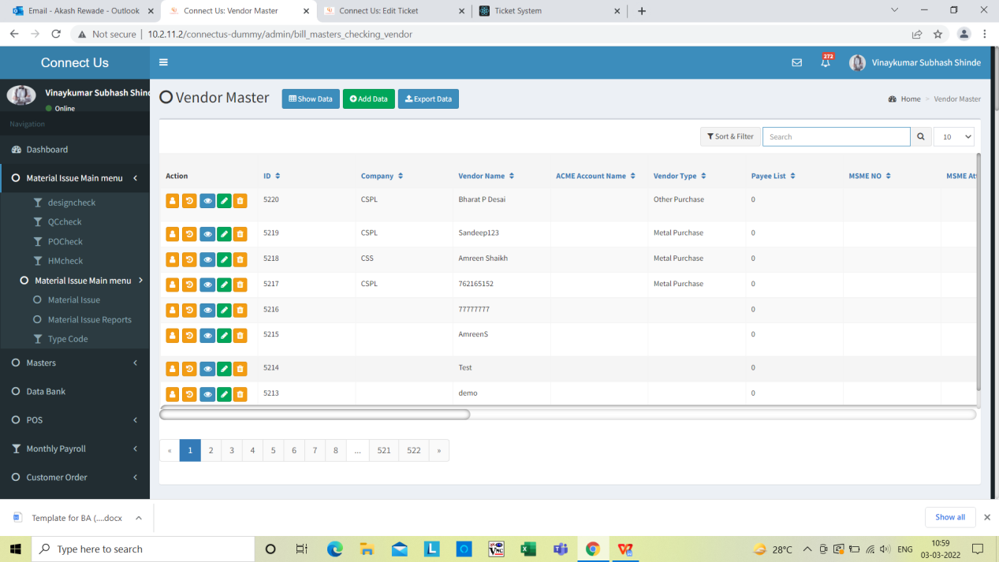 Email - Akash Rewade - Outlook
Connect Us: Vendor Master
Connect Us: Edit Ticket
Ticket System
Not secure | 10.2.11.2/connectus-dummy/admin/bill_masters_checking_vendor
Connect Us
272
Vinaykumar Subhash Shinde
Vinaykumar Subhash Shind
Online
Navigation
Dashboard
Material Issue Main menu
designcheck
QCcheck
POCheck
HMcheck
Material Issue Main menu
Material Issue
Material Issue Reports
Type Code
Masters
Data Bank
POS
Monthly Payroll
Customer Order
Vendor Master
Show Data
Add Data
Export Data
Home > Vendor Master
Sort & Filter
Search
10
Action ID Company Vendor Name ACME Account Name Vendor Type Payee List MSME NO MSME At
5220 CSPL Bharat P Desai Other Purchase 0
5219 CSPL Sandeep123 Metal Purchase 0
5218 CSS Amreen Shaikh Metal Purchase 0
5217 CSPL 762165152 Metal Purchase 0
5216 77777777 0
5215 AmreenS 0
5214 Test 0
5213 demo 0
« 1 2 3 4 5 6 7 8 ... 521 522 »
Template for BA (....docx
Show all
Type here to search
28°C
ENG
10:59
03-03-2022